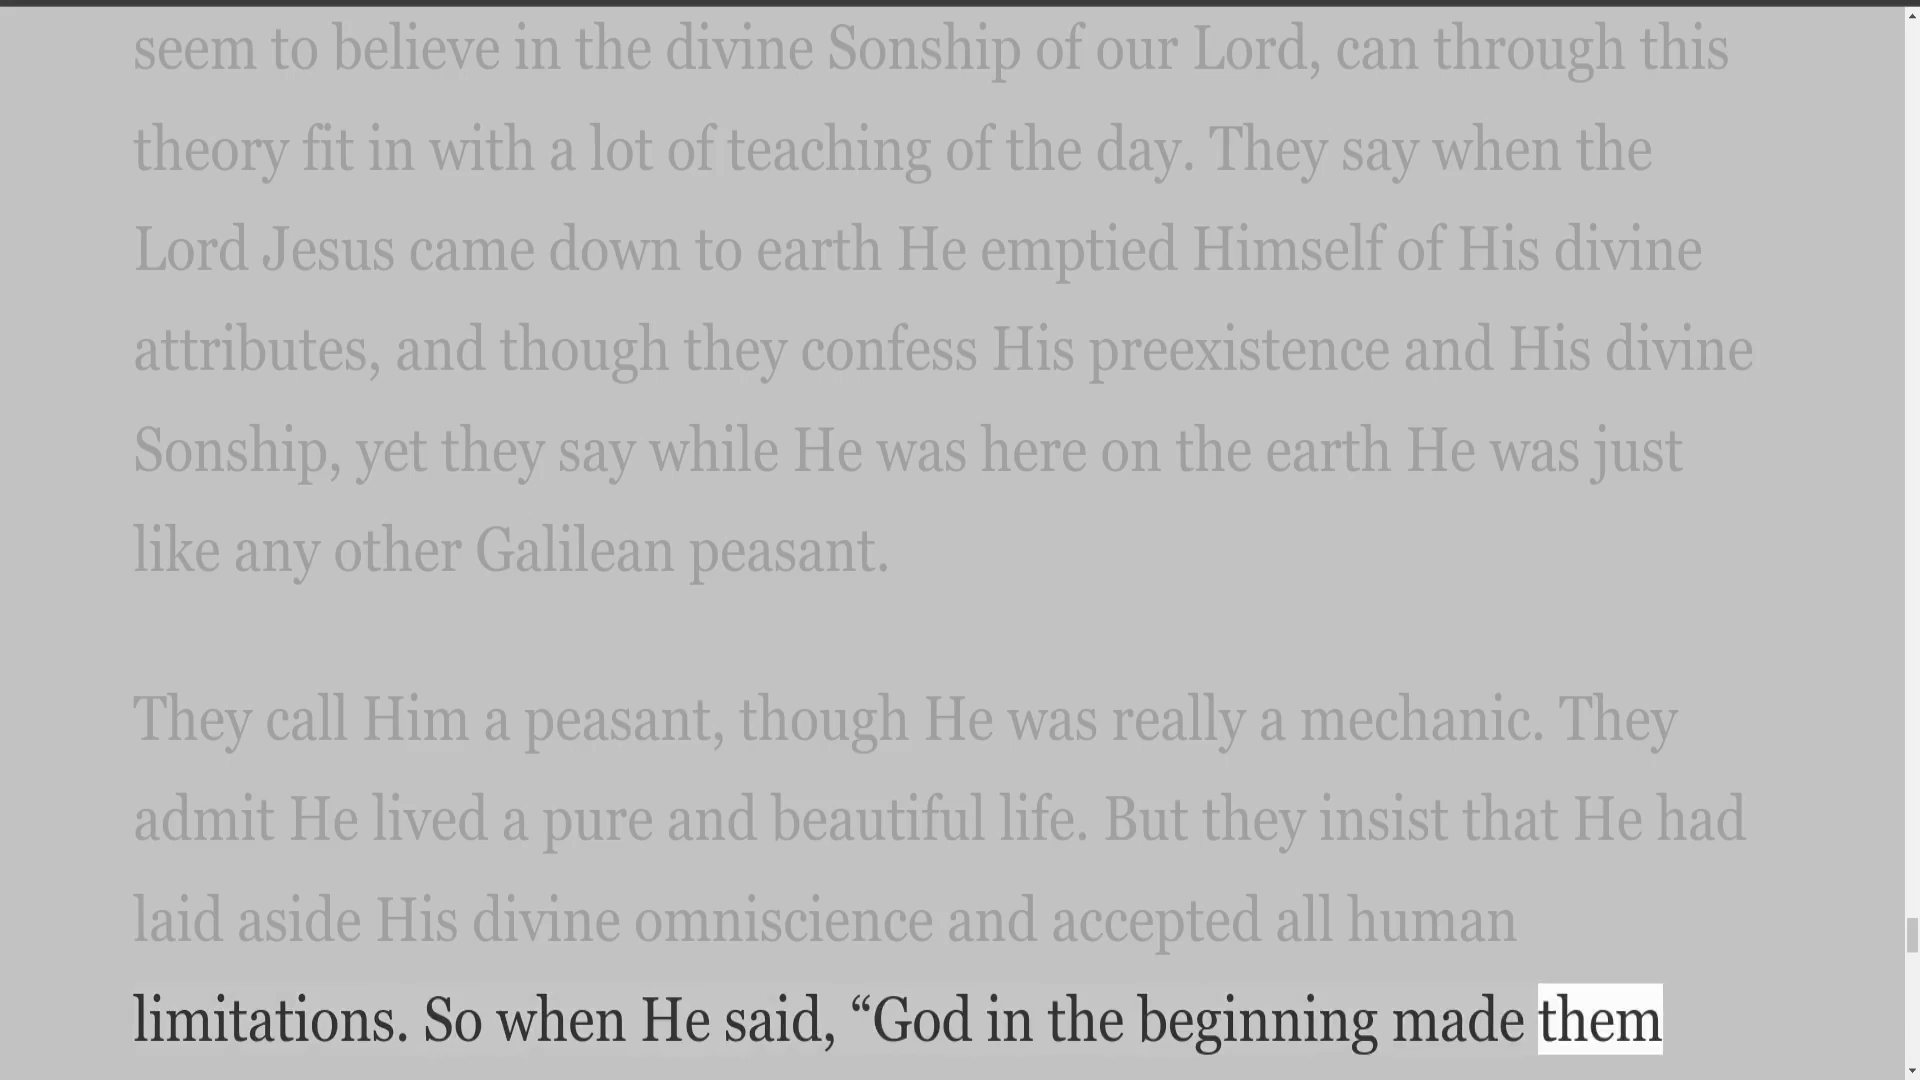 seem to believe in the divine Sonship of our Lord, can through this
theory fit in with a lot of teaching of the day. They say when the
Lord Jesus came down to earth He emptied Himself of His divine
attributes, and though they confess His preexistence and His divine
Sonship, yet they say while He was here on the earth He was just
like any other Galilean peasant.
They call Him a peasant, though He was really a mechanic. They
admit He lived a pure and beautiful life. But they insist that He had
laid aside His divine omniscience and accepted all human
limitations. So when He said, “God in the beginning made them